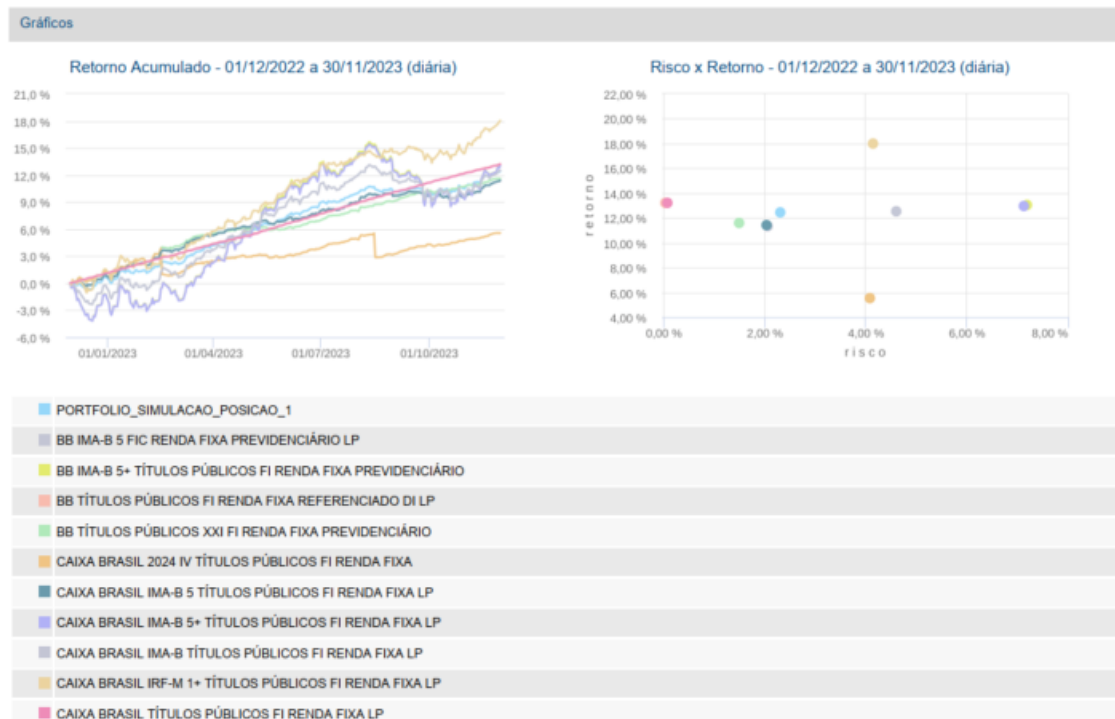 Gráficos
Retorno Acumulado - 01/12/2022 a 30/11/2023 (diária)
21,0 %
18,0 %
15,0 %
12,0 %
9,0 %
6,0 %
3,0 %
0,0 %
-3,0 %
-6,0 %
01/01/2023 01/04/2023 01/07/2023 01/10/2023
Risco x Retorno - 01/12/2022 a 30/11/2023 (diária)
22,00 %
20,00 %
18,00 %
16,00 %
14,00 %
12,00 %
10,00 %
8,00 %
6,00 %
4,00 %
retorno
0,00 % 2,00 % 4,00 % 6,00 % 8,00 %
risco
PORTFOLIO_SIMULACAO_POSICAO_1
BB IMA-B 5 FIC RENDA FIXA PREVIDENCIÁRIO LP
BB IMA-B 5+ TÍTULOS PÚBLICOS FI RENDA FIXA PREVIDENCIÁRIO
BB TÍTULOS PÚBLICOS FI RENDA FIXA REFERENCIADO DI LP
BB TÍTULOS PÚBLICOS XXI FI RENDA FIXA PREVIDENCIÁRIO
CAIXA BRASIL 2024 IV TÍTULOS PÚBLICOS FI RENDA FIXA
CAIXA BRASIL IMA-B 5 TÍTULOS PÚBLICOS FI RENDA FIXA LP
CAIXA BRASIL IMA-B 5+ TÍTULOS PÚBLICOS FI RENDA FIXA LP
CAIXA BRASIL IMA-B TÍTULOS PÚBLICOS FI RENDA FIXA LP
CAIXA BRASIL IRF-M 1+ TÍTULOS PÚBLICOS FI RENDA FIXA LP
CAIXA BRASIL TÍTULOS PÚBLICOS FI RENDA FIXA LP